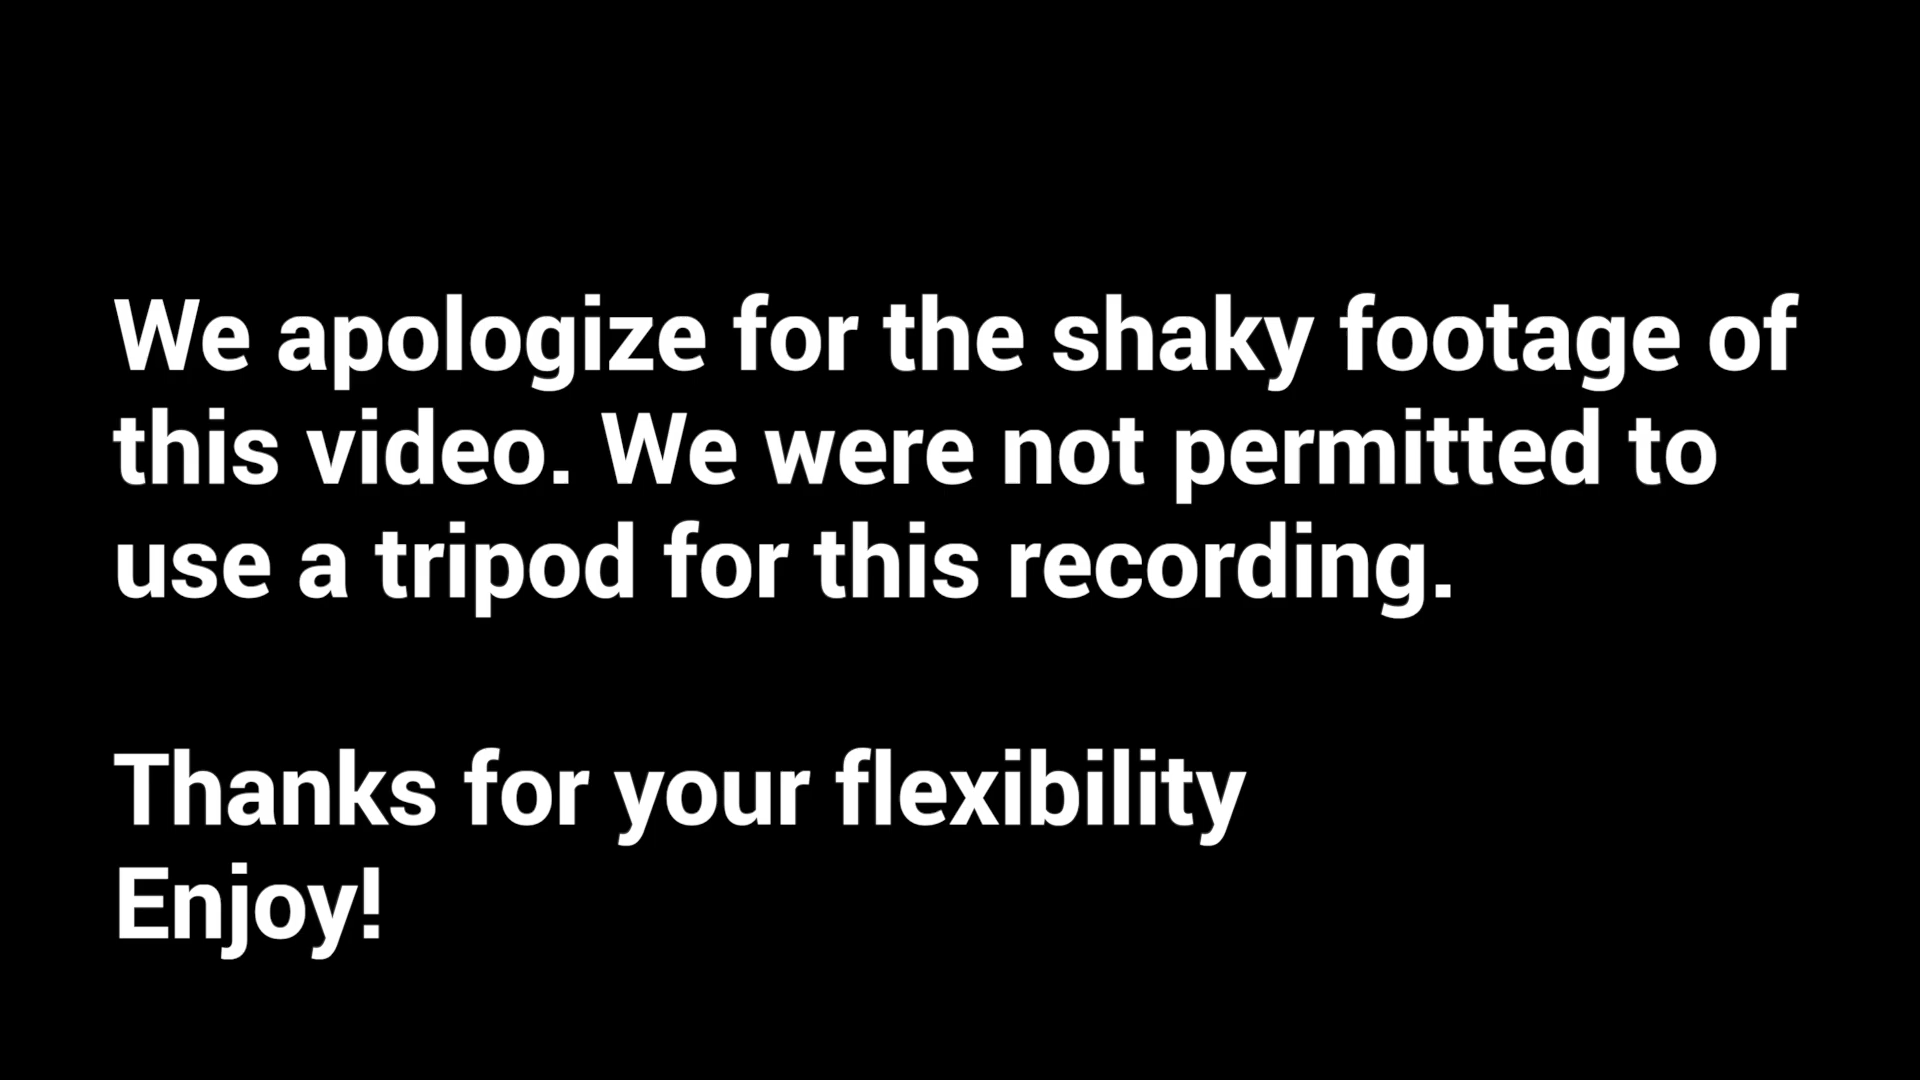 We apologize for the shaky footage of
this video. We were not permitted to
use a tripod for this recording.
Thanks for your flexibility
Enjoy!